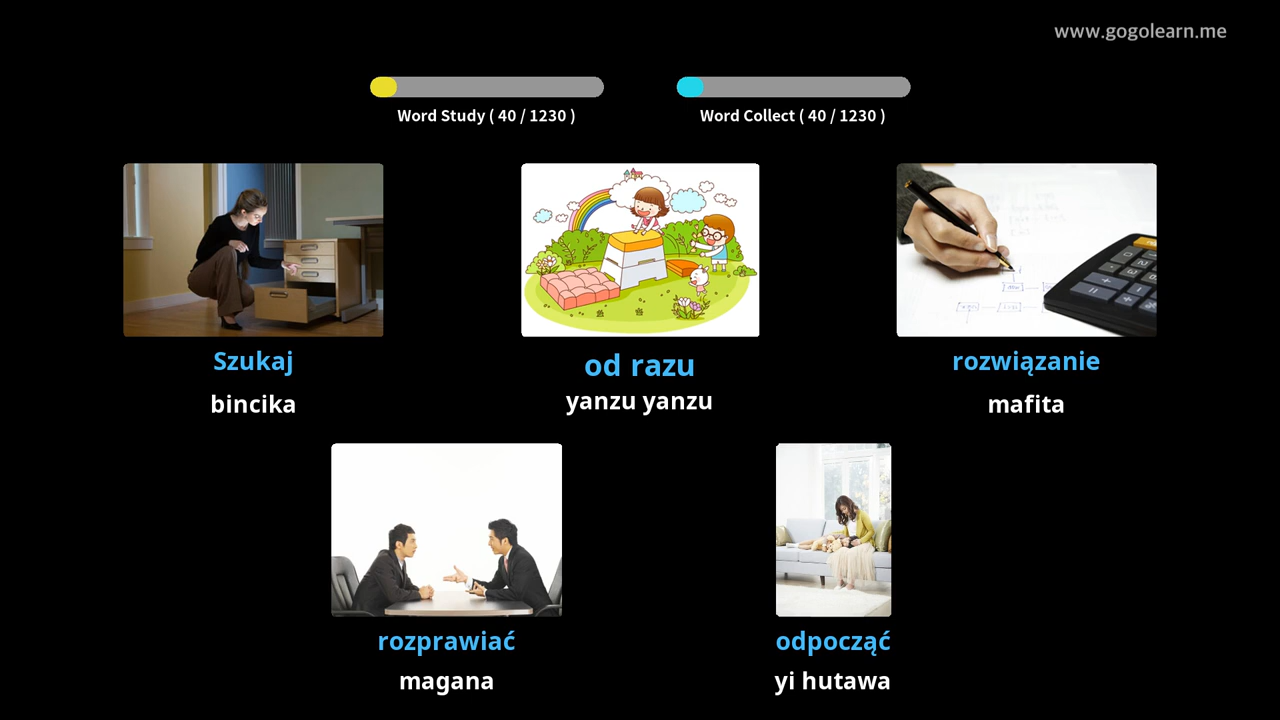 www.gogolearn.me
Word Study ( 40 / 1230 )
Word Collect ( 40 / 1230 )
Szukaj
bincika
od razu
yanzu yanzu
rozwiązanie
mafita
rozprawiać
magana
odpocząć
yi hutawa